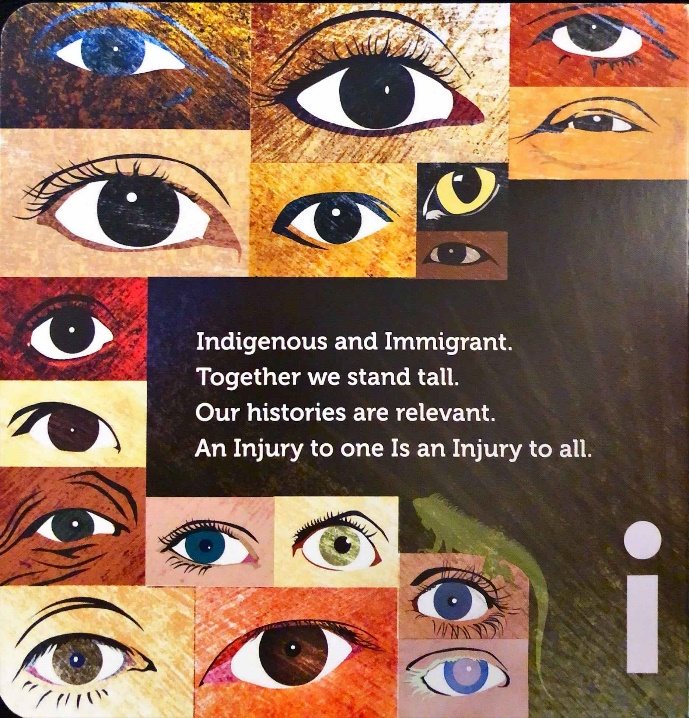 Indigenous and Immigrant.
Together we stand tall.
Our histories are relevant.
An Injury to one Is an Injury to all.
i